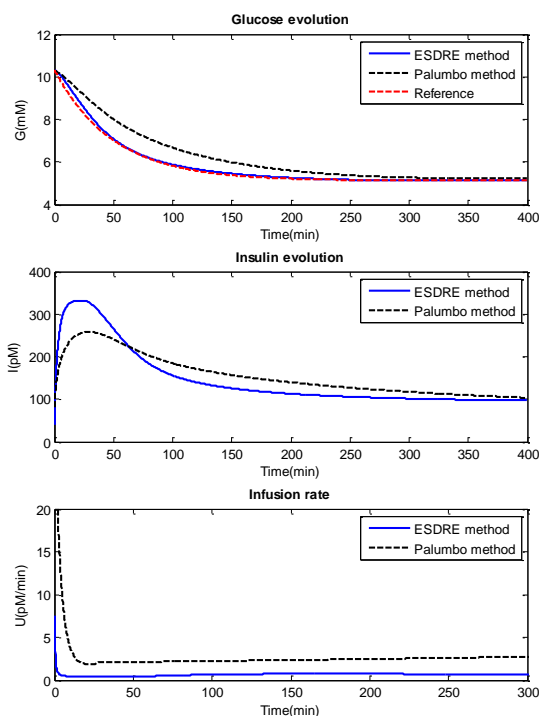 Glucose evolution
12
10
8
6
4
G(mM)
ESDRE method
Palumbo method
Reference
0 50 100 150 200 250 300 350 400
Time(min)
Insulin evolution
400
300
200
100
0
I(pM)
ESDRE method
Palumbo method
0 50 100 150 200 250 300 350 400
Time(min)
Infusion rate
20
15
10
5
0
U(pM/min)
ESDRE method
Palumbo method
0 50 100 150 200 250 300
Time(min)